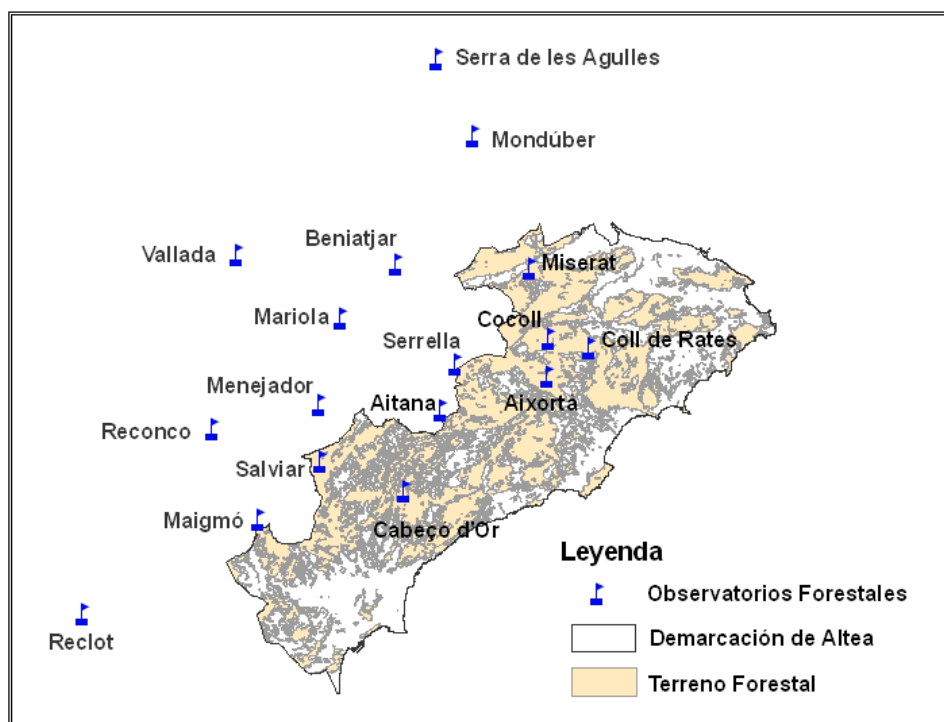 Serra de les Agulles
Mondúber
Beniatjar
Vallada
Miserat
Mariola
Cocoll
Serrella
Coll de Rates
Menejador
Aitana
Aixorta
Reconco
Salviar
Maigmó
Cabeço d'Or
Reclot
Leyenda
Observatorios Forestales
Demarcación de Altea
Terreno Forestal